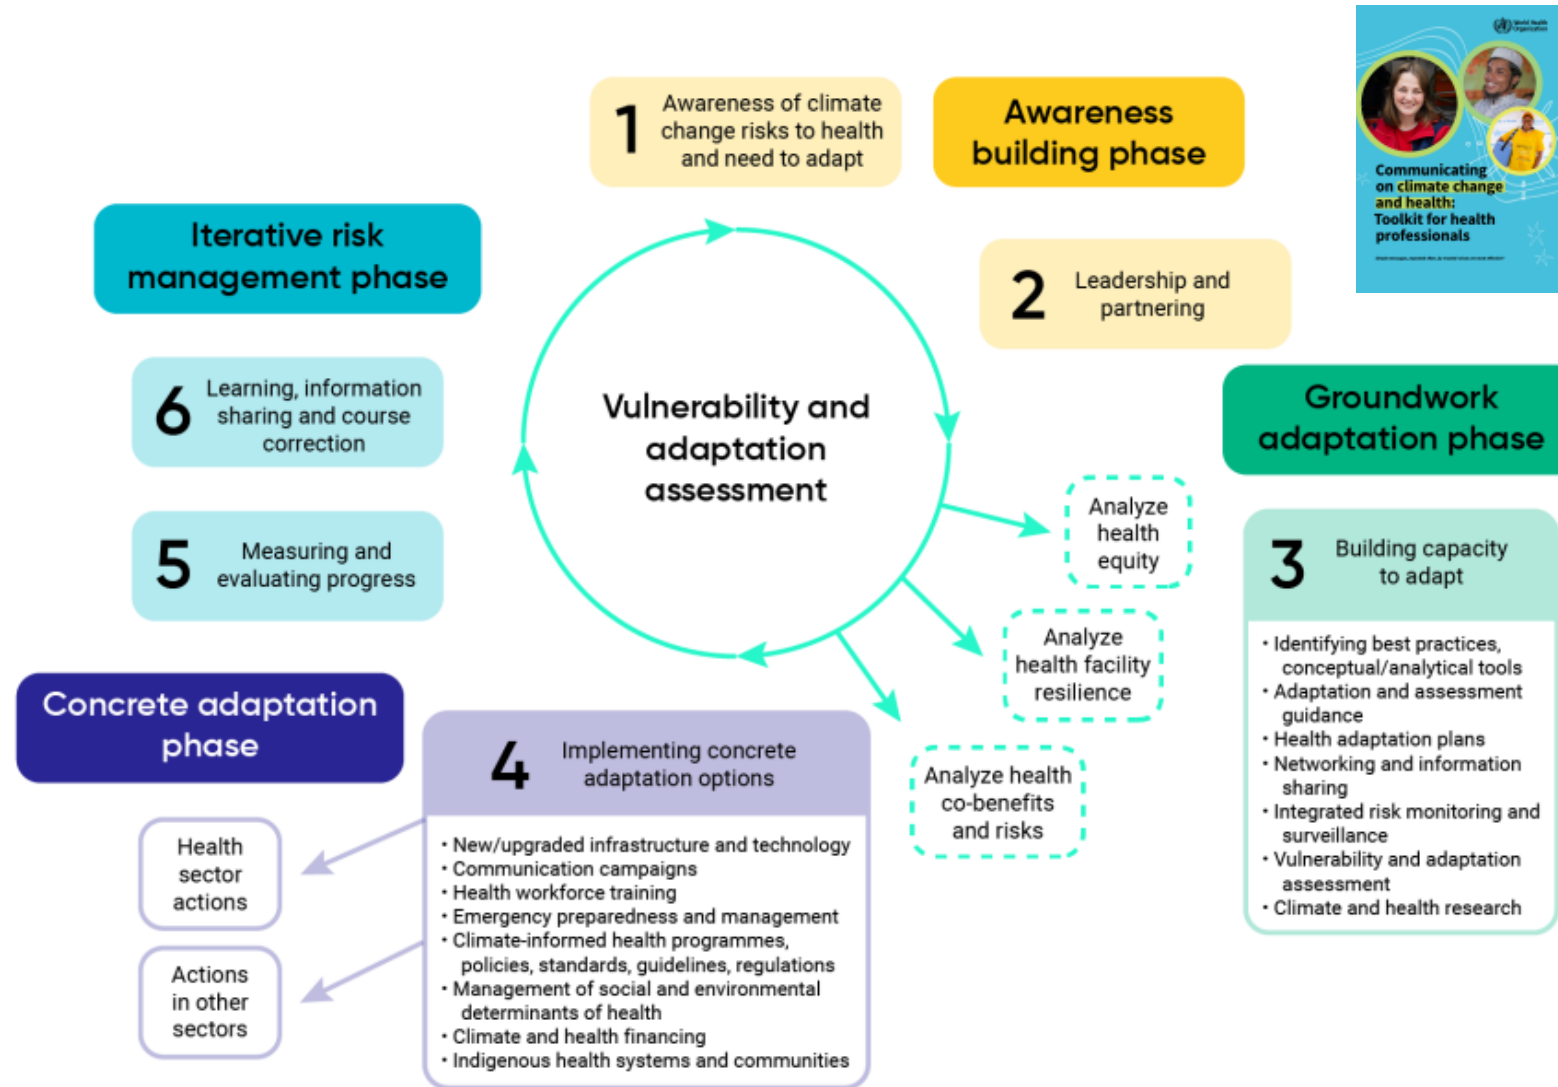 World Health
Organization
Communicating
on climate change
and health:
Toolkit for health
professionals
1
Awareness of climate
change risks to health
and need to adapt
Awareness
building phase
2
Leadership and
partnering
Iterative risk
management phase
6
Learning, information
sharing and course
correction
5
Measuring and
evaluating progress
Vulnerability and
adaptation
assessment
Groundwork
adaptation phase
3
Building capacity
to adapt
· Identifying best practices,
conceptual/analytical tools
· Adaptation and assessment
guidance
· Health adaptation plans
· Networking and information
sharing
· Integrated risk monitoring and
surveillance
· Vulnerability and adaptation
assessment
· Climate and health research
Analyze
health
equity
Analyze
health facility
resilience
Analyze health
co-benefits
and risks
Concrete adaptation
phase
4
Implementing concrete
adaptation options
· New/upgraded infrastructure and technology
· Communication campaigns
· Health workforce training
· Emergency preparedness and management
· Climate-informed health programmes,
policies, standards, guidelines, regulations
· Management of social and environmental
determinants of health
· Climate and health financing
· Indigenous health systems and communities
Health
sector
actions
Actions
in other
sectors